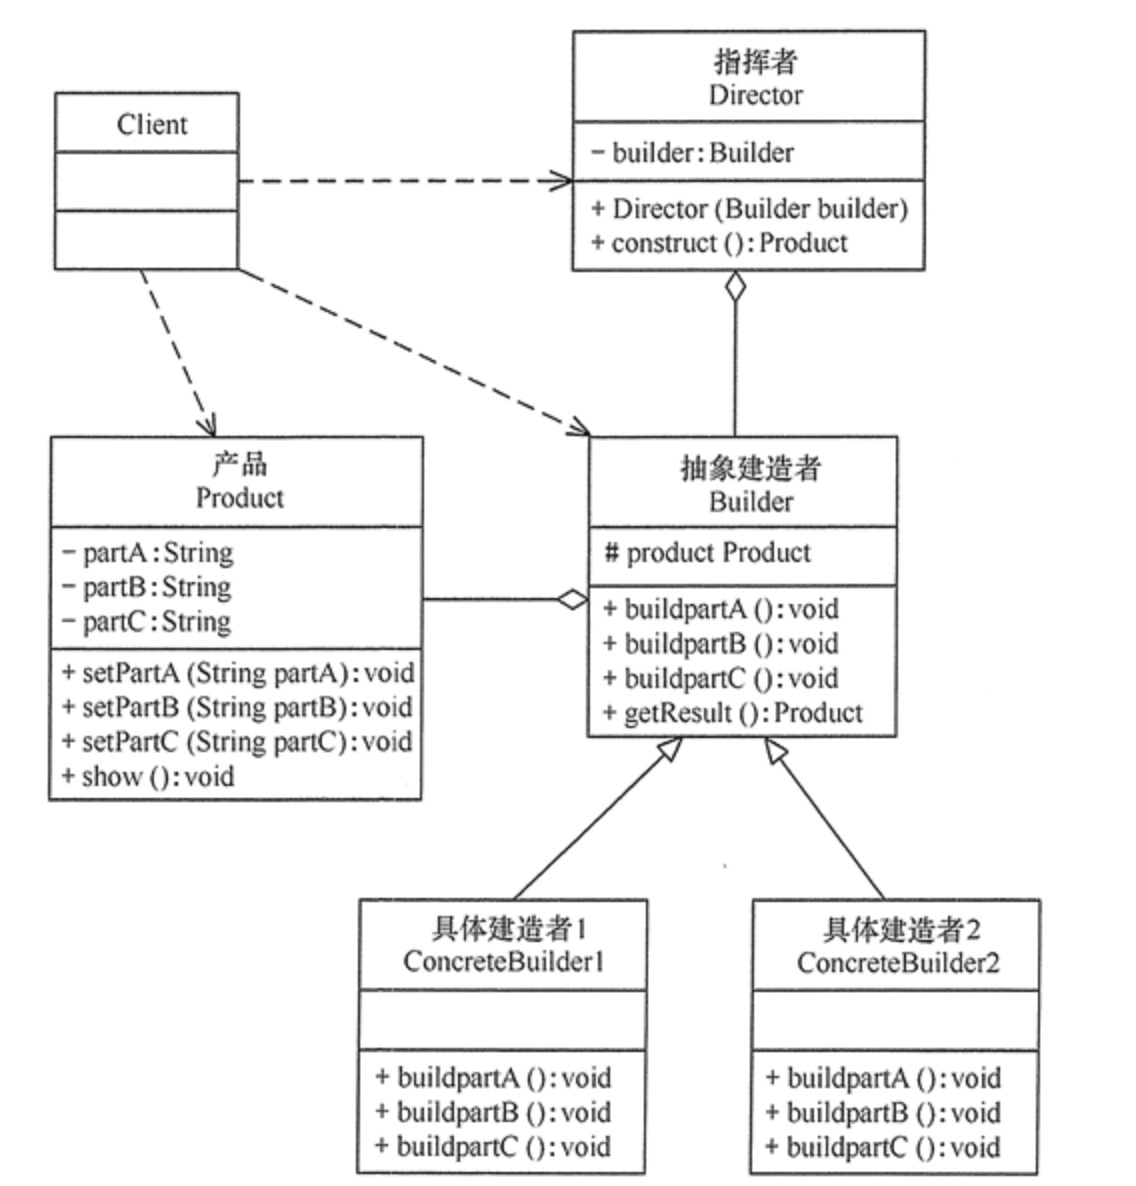 Client
指挥者
Director
- builder:Builder
+ Director (Builder builder)
+ construct ():Product
产品
Product
- partA:String
- partB:String
- partC:String
+ setPartA (String partA):void
+ setPartB (String partB):void
+ setPartC (String partC):void
+ show ():void
抽象建造者
Builder
# product Product
+ buildpartA ():void
+ buildpartB ():void
+ buildpartC ():void
+ getResult ():Product
具体建造者1
ConcreteBuilder1
+ buildpartA ():void
+ buildpartB ():void
+ buildpartC ():void
具体建造者2
ConcreteBuilder2
+ buildpartA ():void
+ buildpartB ():void
+ buildpartC ():void